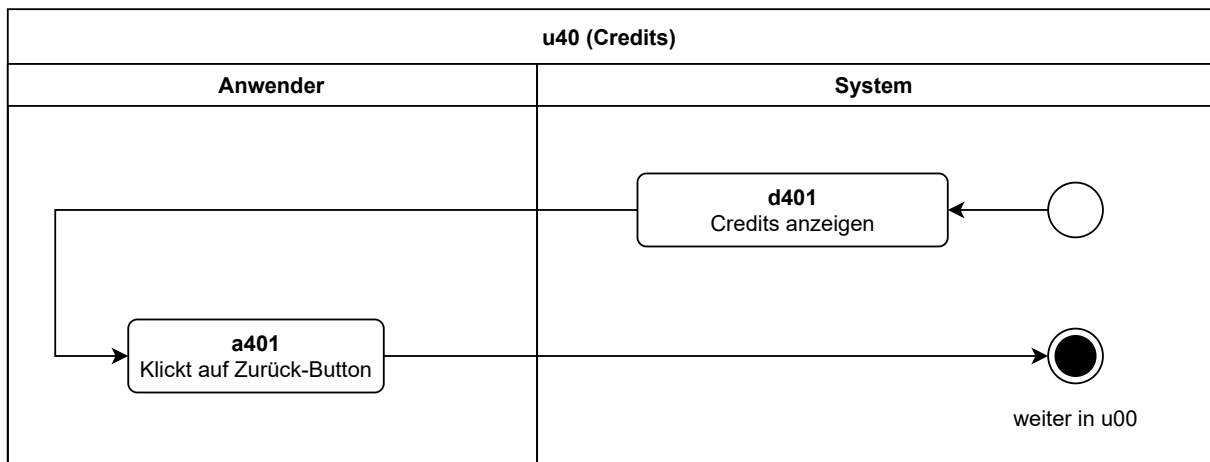 u40 (Credits)
Anwender
System
d401
Credits anzeigen
a401
Klickt auf Zurück-Button
weiter in u00